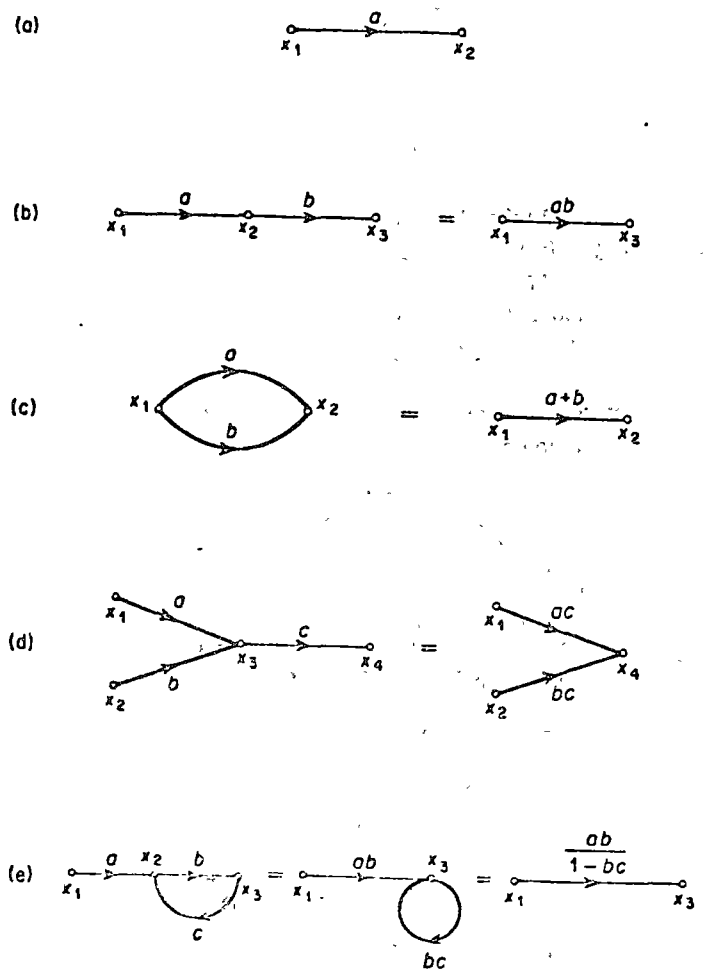 (a) a
x1 x2
(b) a b = ab
x1 x2 x3 x1 x3
(c) a
x1 x2 = a+b
b x1 x2
(d) x1 a c = x1 ac
x3 x4 x4
x2 b x2 bc
(e) a x2 b = ab x3 = ab
1-bc
x1 x3 x1 x1 x3
c bc